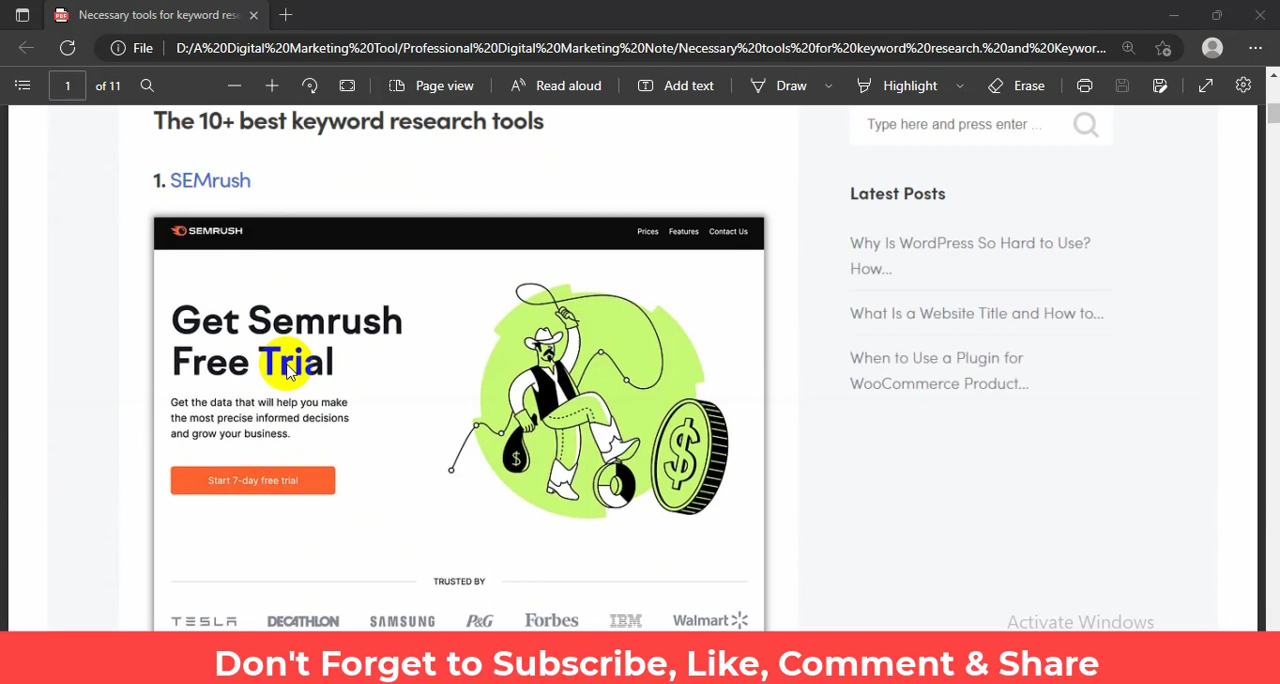 Necessary tools for keyword rese
File
D:/A%20Digital%20Marketing%20Tool/Professional%20Digital%20Marketing%20Note/Necessary%20tools%20for%20keyword%20research.%20and%20Keywor...
1 of 11
Page view
Read aloud
Add text
Draw
Highlight
Erase
The 10+ best keyword research tools
1. SEMrush
SEMRUSH
Prices Features Contact Us
Get Semrush
Free Trial
Get the data that will help you make
the most precise informed decisions
and grow your business.
Start 7-day free trial
TRUSTED BY
TESLA DECATHLON SAMSUNG P&G Forbes IBM Walmart
Type here and press enter ...
Latest Posts
Why Is WordPress So Hard to Use?
How...
What Is a Website Title and How to...
When to Use a Plugin for
WooCommerce Product...
Activate Windows
Don't Forget to Subscribe, Like, Comment & Share